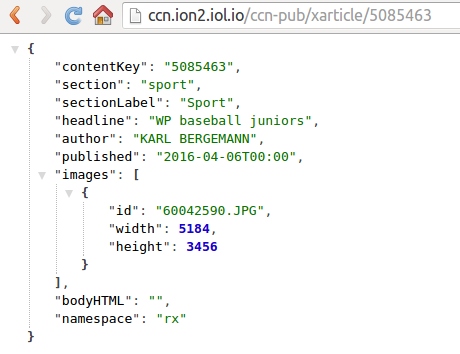 ccn.ion2.iol.io/ccn-pub/xarticle/5085463
{
"contentKey": "5085463",
"section": "sport",
"sectionLabel": "Sport",
"headline": "WP baseball juniors",
"author": "KARL BERGEMANN",
"published": "2016-04-06T00:00",
"images": [
{
"id": "60042590.JPG",
"width": 5184,
"height": 3456
}
],
"bodyHTML": "",
"namespace": "rx"
}